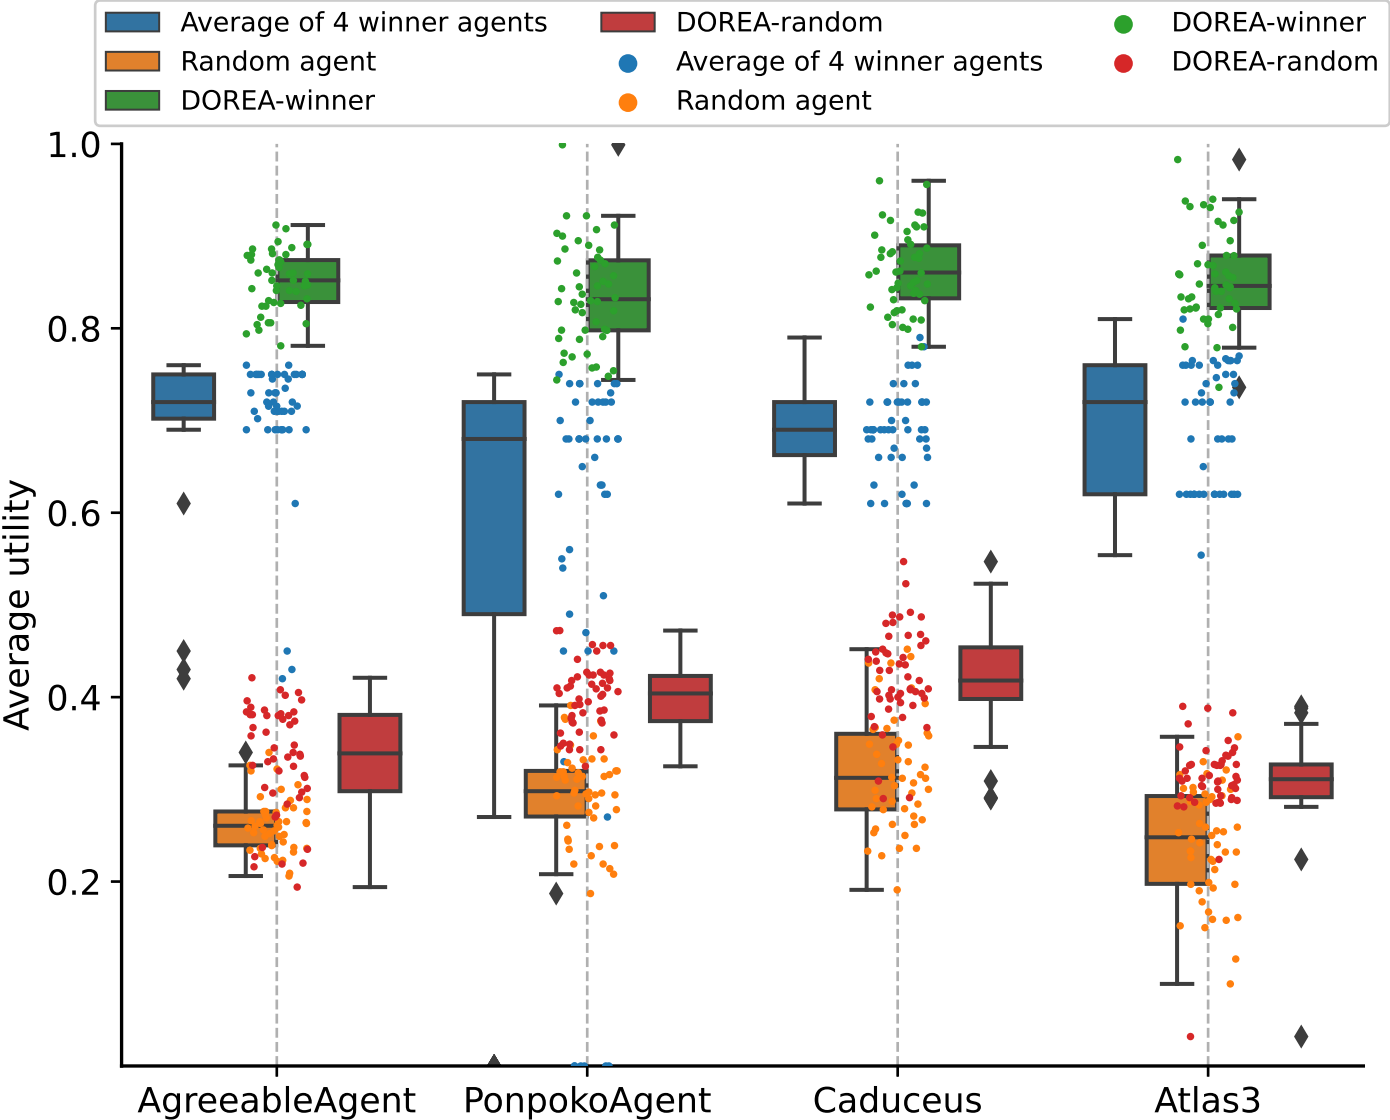 Average of 4 winner agents
Random agent
DOREA-winner
DOREA-random
Average of 4 winner agents
Random agent
DOREA-winner
DOREA-random
Average utility
1.0
0.8
0.6
0.4
0.2
AgreeableAgent
PonpokoAgent
Caduceus
Atlas3